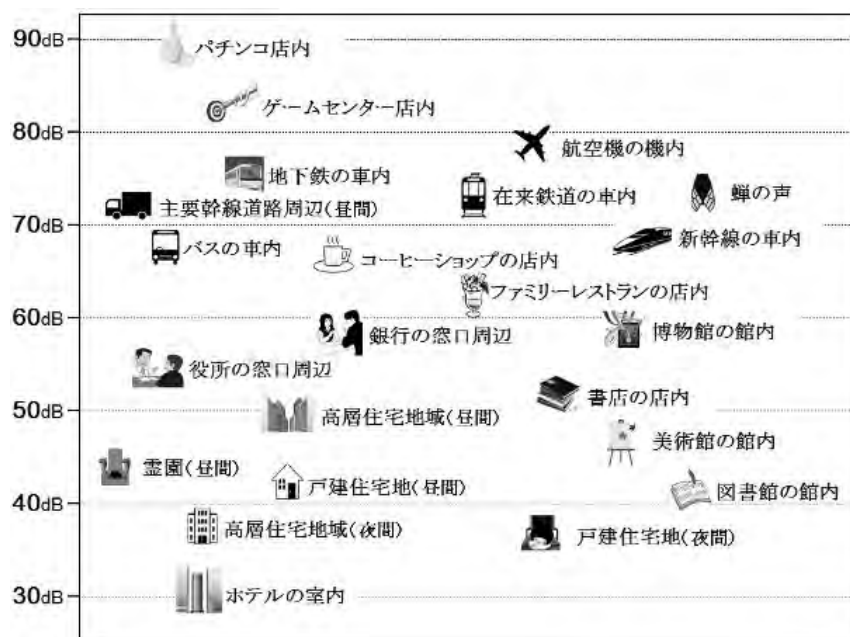 90dB
パチンコ店内
ゲームセンター店内
80dB
航空機の機内
地下鉄の車内
在来鉄道の車内
蝉の声
主要幹線道路周辺(昼間)
70dB
バスの車内
コーヒーショップの店内
新幹線の車内
ファミリーレストランの店内
60dB
銀行の窓口周辺
博物館の館内
役所の窓口周辺
書店の店内
50dB
高層住宅地域(昼間)
美術館の館内
霊園(昼間)
戸建住宅地(昼間)
図書館の館内
40dB
高層住宅地域(夜間)
戸建住宅地(夜間)
30dB
ホテルの室内